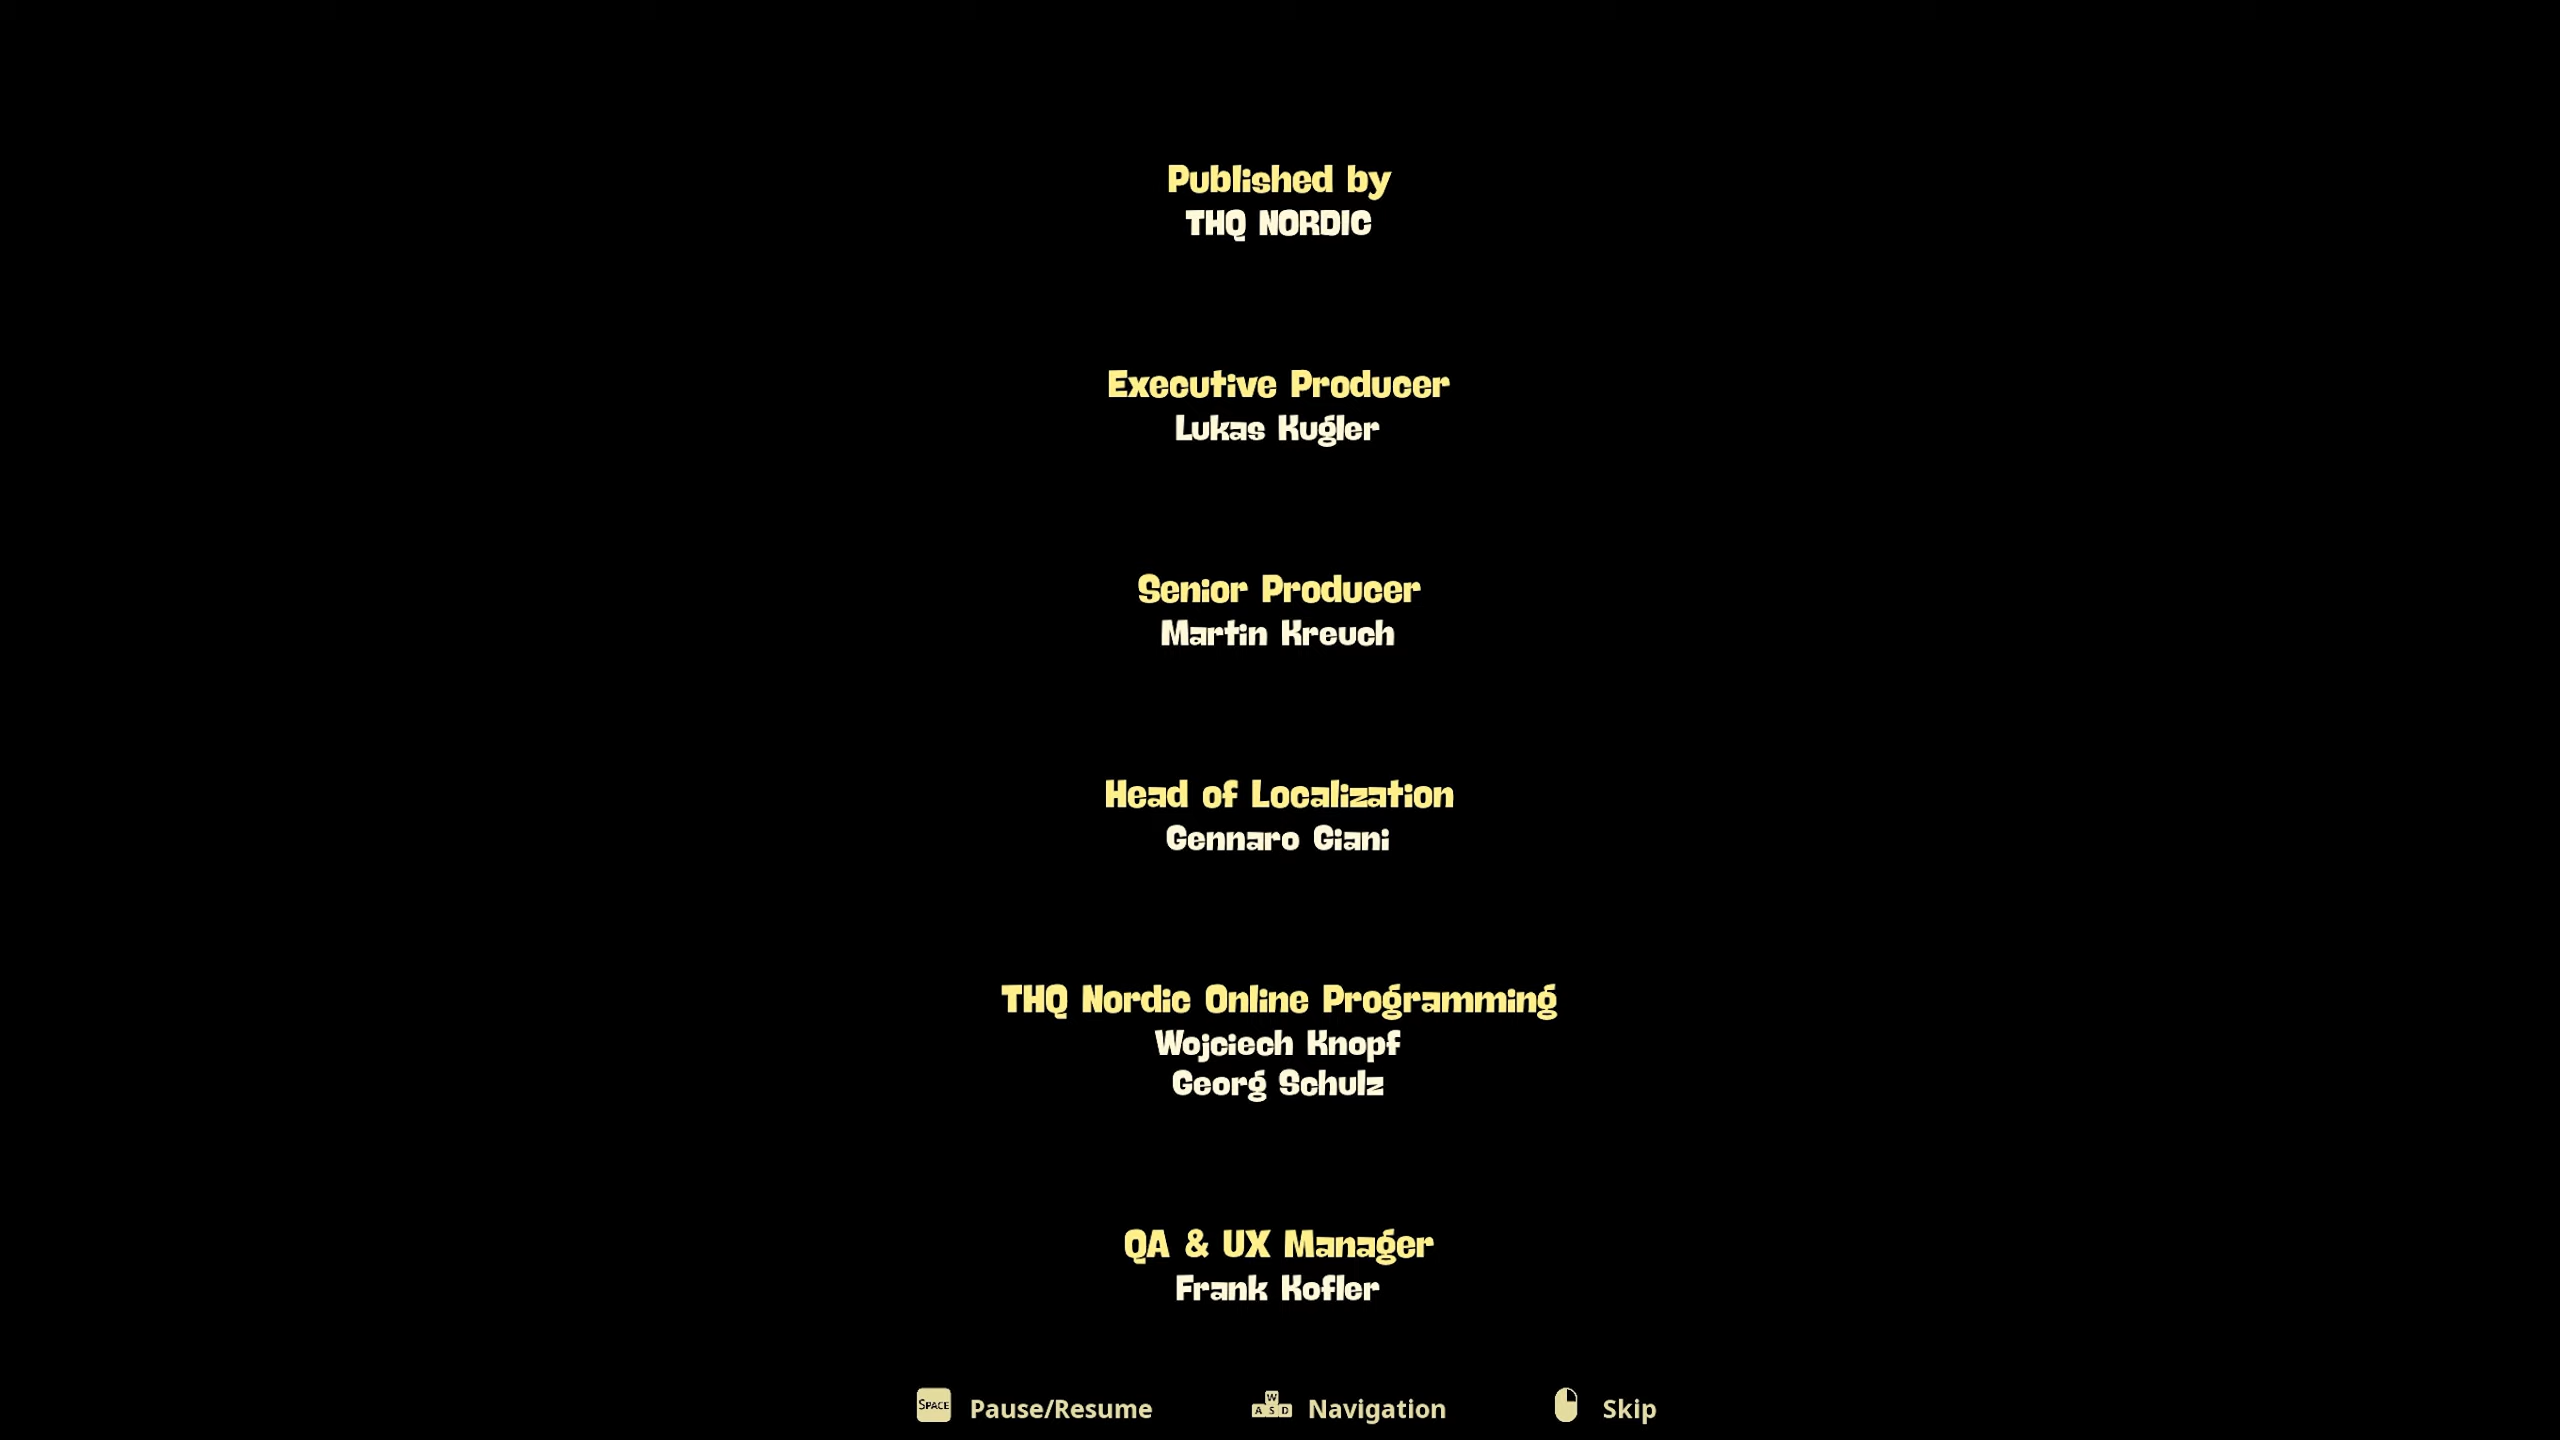 Published by
THQ NORDIC
Executive Producer
Lukas Kugler
Senior Producer
Martin Kreuch
Head of Localization
Gennaro Giani
THQ Nordic Online Programming
Wojciech Knopf
Georg Schulz
QA & UX Manager
Frank Kofler
SPACE Pause/Resume W A S D Navigation Skip